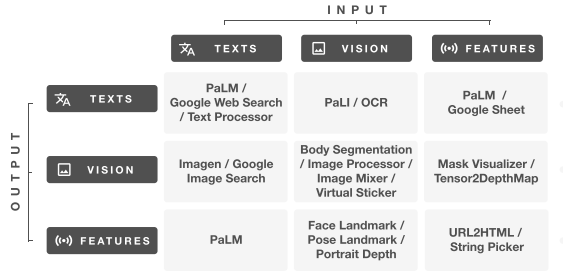 INPUT
TEXTS
VISION
FEATURES
TEXTS
PaLM /
Google Web Search
/ Text Processor
PaLI / OCR
PaLM /
Google Sheet
OUTPUT
VISION
Imagen / Google
Image Search
Body Segmentation
/ Image Processor /
Image Mixer /
Virtual Sticker
Mask Visualizer /
Tensor2DepthMap
FEATURES
PaLM
Face Landmark /
Pose Landmark /
Portrait Depth
URL2HTML /
String Picker